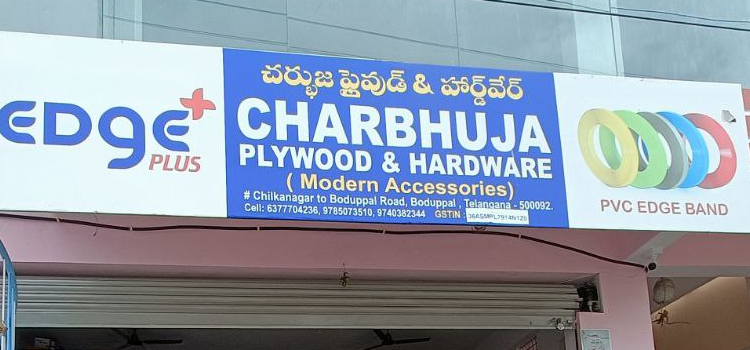 EDGE
PLUS
చర్భుజ ప్లైవుడ్ & హార్డ్‌వేర్
CHARBHUJA
PLYWOOD & HARDWARE
( Modern Accessories)
# Chilkanagar to Boduppal Road, Boduppal , Telangana - 500092.
Cell: 6377704236, 9785073510, 9740382344 GSTIN : 36ASMPL7914N1Z0
PVC EDGE BAND